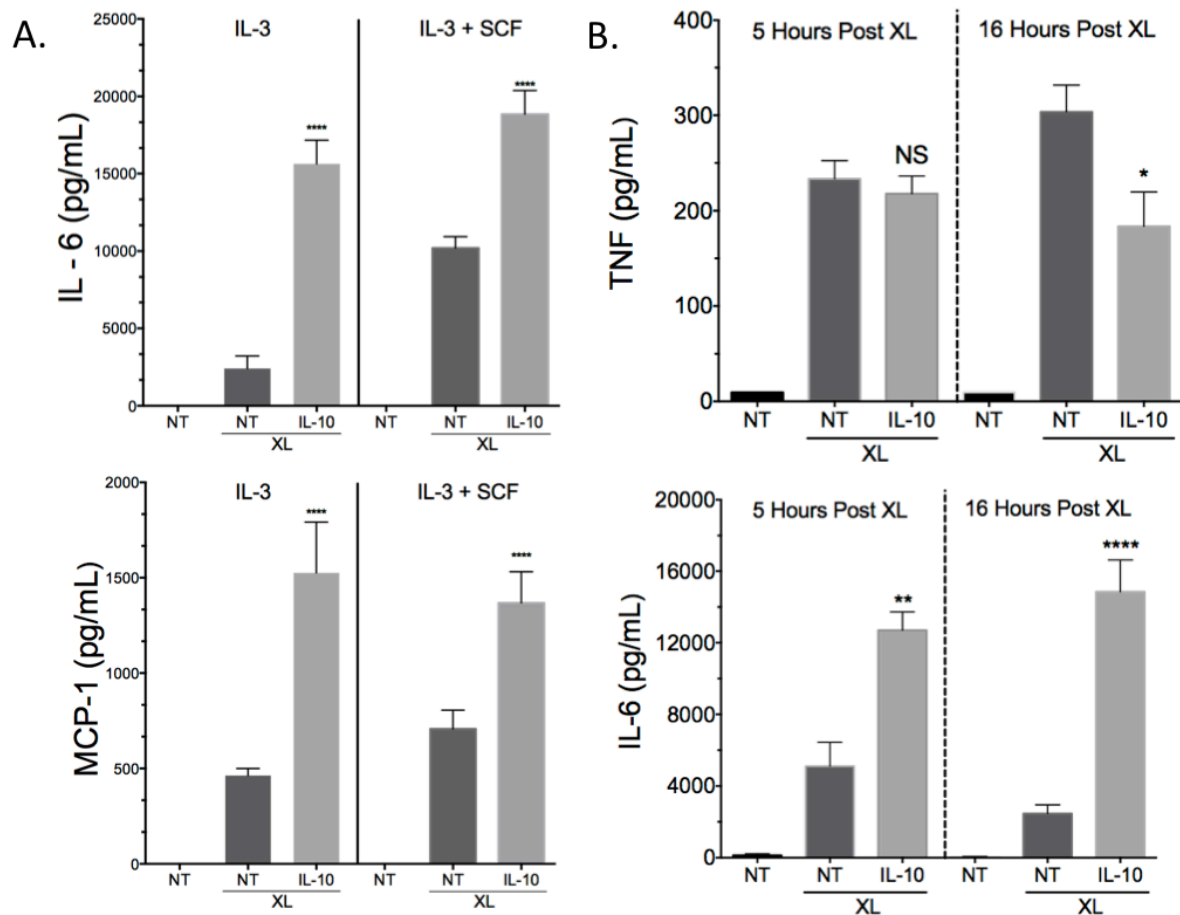 A.
IL-3
IL-3 + SCF
IL - 6 (pg/mL)
25000
20000
15000
10000
5000
0
****
****
NT
NT
IL-10
NT
NT
IL-10
XL
XL
IL-3
IL-3 + SCF
MCP-1 (pg/mL)
2000
1500
1000
500
0
****
****
NT
NT
IL-10
NT
NT
IL-10
XL
XL
B.
5 Hours Post XL
16 Hours Post XL
TNF (pg/mL)
400
300
200
100
0
NS
*
NT
NT
IL-10
NT
NT
IL-10
XL
XL
5 Hours Post XL
16 Hours Post XL
IL-6 (pg/mL)
20000
16000
12000
8000
4000
0
**
****
NT
NT
IL-10
NT
NT
IL-10
XL
XL